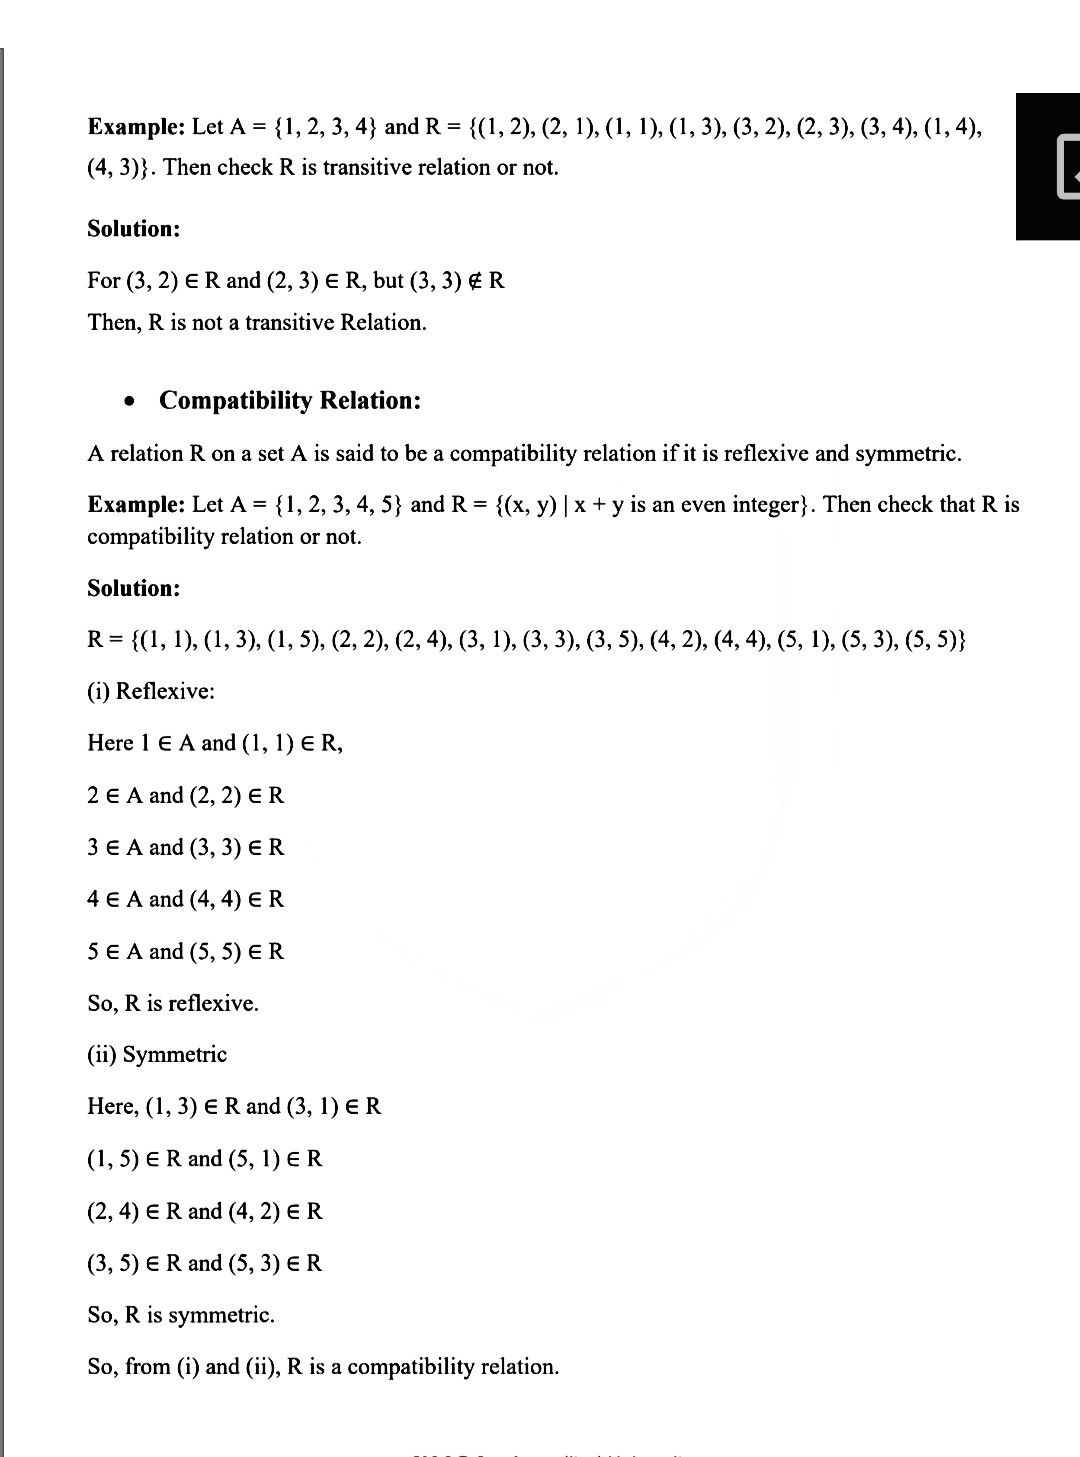 Example: Let A = {1, 2, 3, 4} and R = {(1, 2), (2, 1), (1, 1), (1, 3), (3, 2), (2, 3), (3, 4), (1, 4),
(4, 3)}. Then check R is transitive relation or not.
Solution:
For (3, 2) ∈ R and (2, 3) ∈ R, but (3, 3) ∉ R
Then, R is not a transitive Relation.
• Compatibility Relation:
A relation R on a set A is said to be a compatibility relation if it is reflexive and symmetric.
Example: Let A = {1, 2, 3, 4, 5} and R = {(x, y) | x + y is an even integer}. Then check that R is
compatibility relation or not.
Solution:
R = {(1, 1), (1, 3), (1, 5), (2, 2), (2, 4), (3, 1), (3, 3), (3, 5), (4, 2), (4, 4), (5, 1), (5, 3), (5, 5)}
(i) Reflexive:
Here 1 ∈ A and (1, 1) ∈ R,
2 ∈ A and (2, 2) ∈ R
3 ∈ A and (3, 3) ∈ R
4 ∈ A and (4, 4) ∈ R
5 ∈ A and (5, 5) ∈ R
So, R is reflexive.
(ii) Symmetric
Here, (1, 3) ∈ R and (3, 1) ∈ R
(1, 5) ∈ R and (5, 1) ∈ R
(2, 4) ∈ R and (4, 2) ∈ R
(3, 5) ∈ R and (5, 3) ∈ R
So, R is symmetric.
So, from (i) and (ii), R is a compatibility relation.